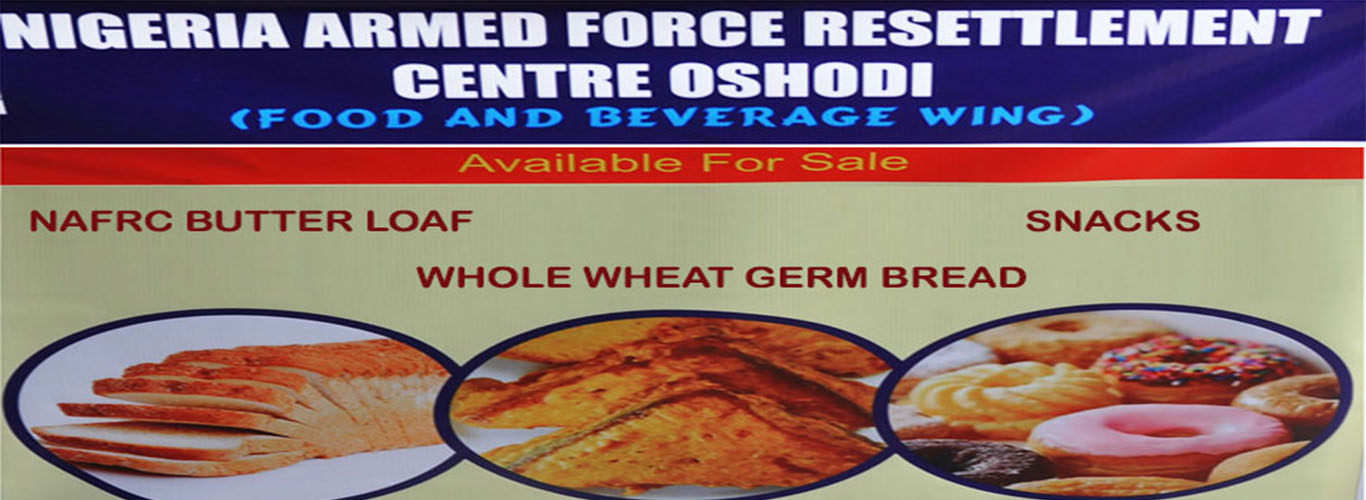 NIGERIA ARMED FORCE RESETTLEMENT
CENTRE OSHODI
(FOOD AND BEVERAGE WING)
Available For Sale
NAFRC BUTTER LOAF
SNACKS
WHOLE WHEAT GERM BREAD